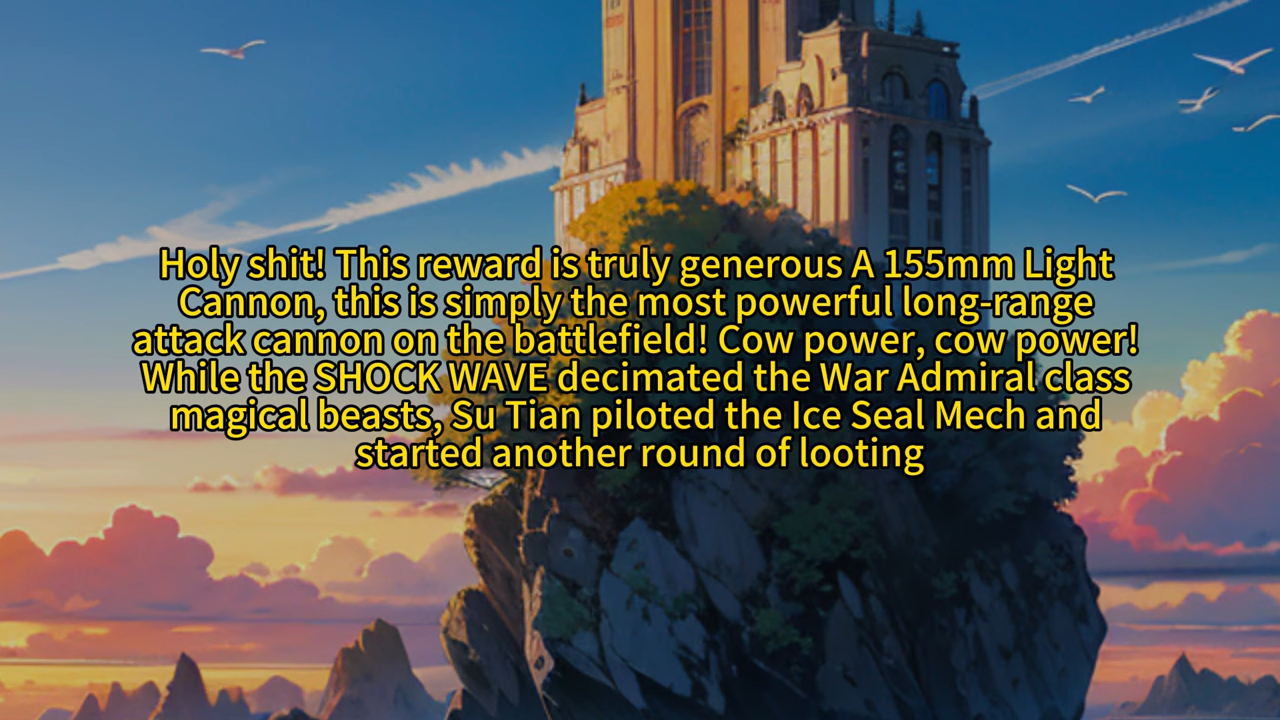 Holy shit! This reward is truly generous A 155mm Light
Cannon, this is simply the most powerful long-range
attack cannon on the battlefield! Cow power, cow power!
While the SHOCK WAVE decimated the War Admiral class
magical beasts, Su Tian piloted the Ice Seal Mech and
started another round of looting